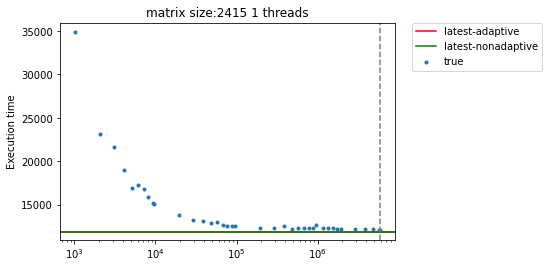 matrix size:2415 1 threads
35000
30000
25000
20000
15000
Execution time
10³
10⁴
10⁵
10⁶
latest-adaptive
latest-nonadaptive
true